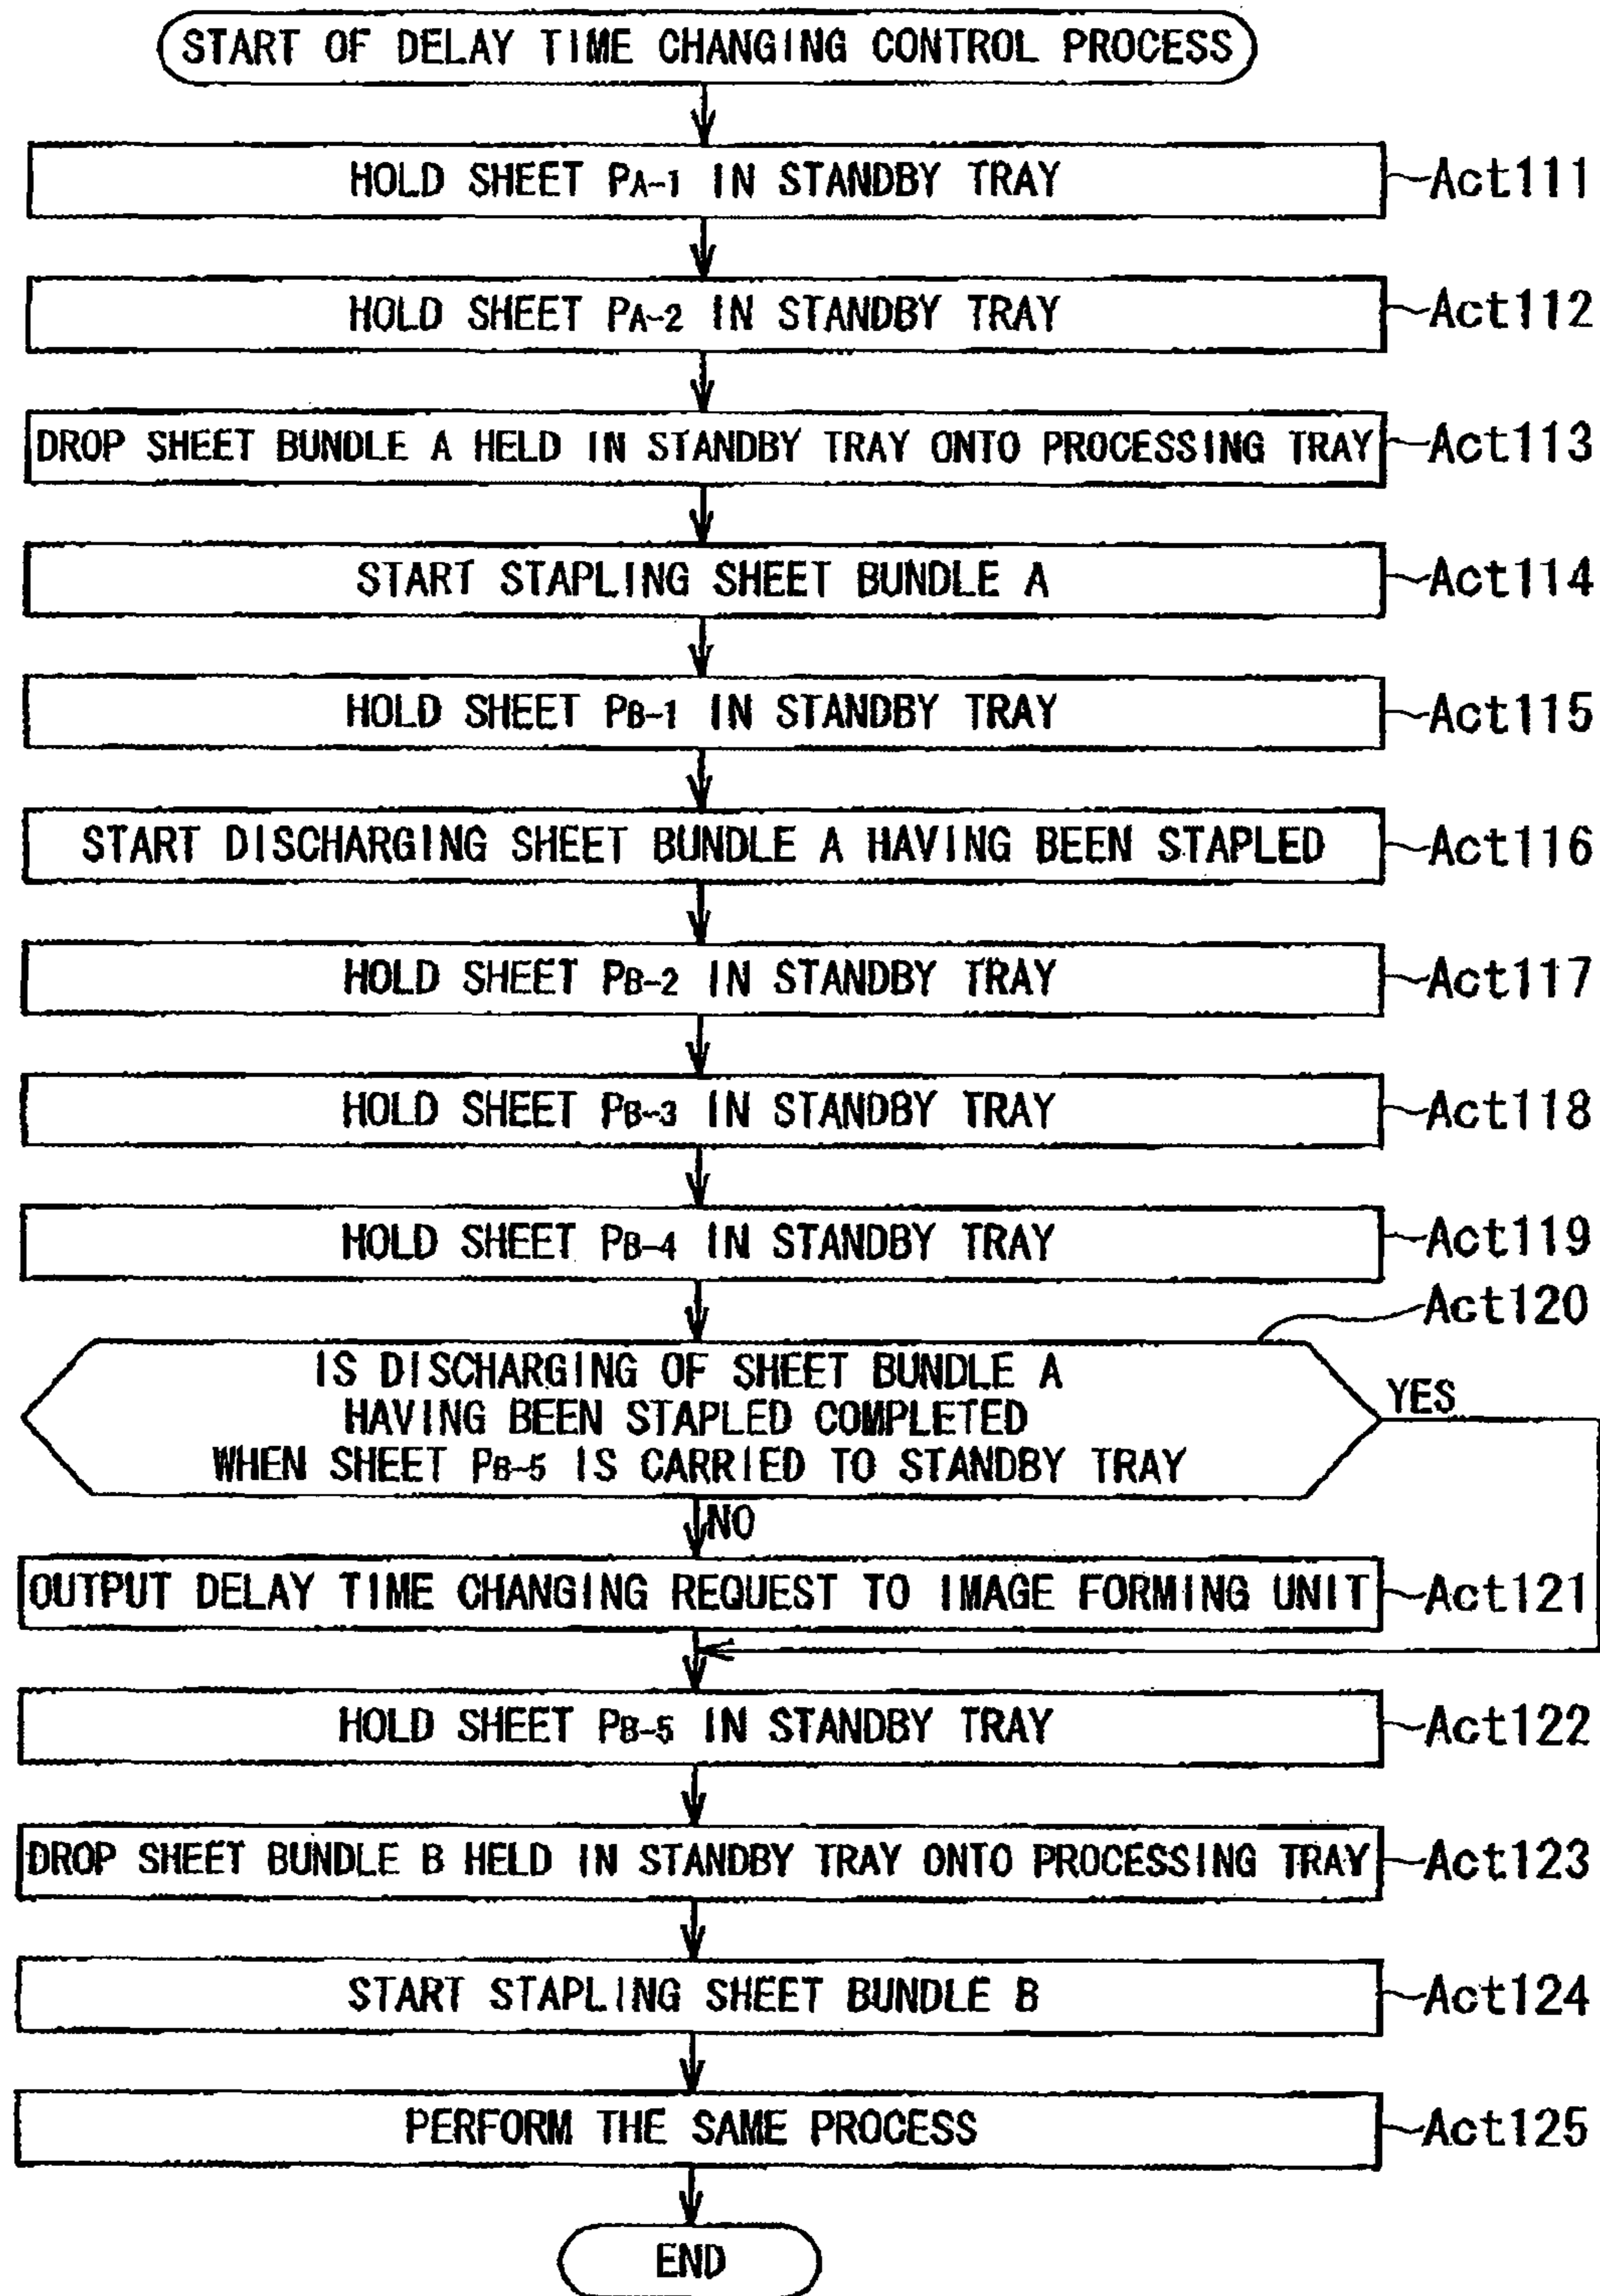 START OF DELAY TIME CHANGING CONTROL PROCESS
HOLD SHEET PA-1 IN STANDBY TRAY
Act111
HOLD SHEET PA-2 IN STANDBY TRAY
Act112
DROP SHEET BUNDLE A HELD IN STANDBY TRAY ONTO PROCESSING TRAY
Act113
START STAPLING SHEET BUNDLE A
Act114
HOLD SHEET PB-1 IN STANDBY TRAY
Act115
START DISCHARGING SHEET BUNDLE A HAVING BEEN STAPLED
Act116
HOLD SHEET PB-2 IN STANDBY TRAY
Act117
HOLD SHEET PB-3 IN STANDBY TRAY
Act118
HOLD SHEET PB-4 IN STANDBY TRAY
Act119
Act120
IS DISCHARGING OF SHEET BUNDLE A
HAVING BEEN STAPLED COMPLETED
WHEN SHEET PB-5 IS CARRIED TO STANDBY TRAY
YES
NO
OUTPUT DELAY TIME CHANGING REQUEST TO IMAGE FORMING UNIT
Act121
HOLD SHEET PB-5 IN STANDBY TRAY
Act122
DROP SHEET BUNDLE B HELD IN STANDBY TRAY ONTO PROCESSING TRAY
Act123
START STAPLING SHEET BUNDLE B
Act124
PERFORM THE SAME PROCESS
Act125
END